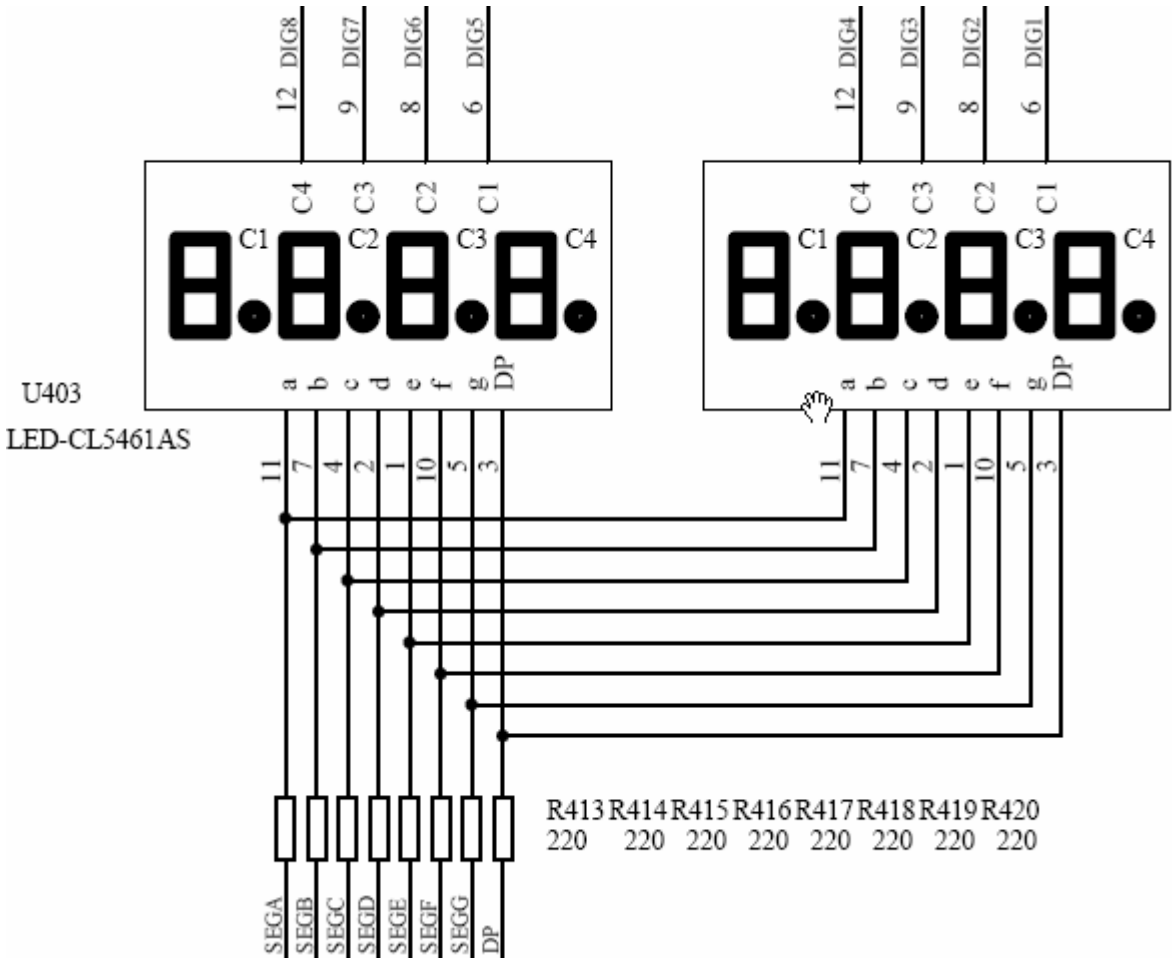 DIG8 DIG7 DIG6 DIG5 DIG4 DIG3 DIG2 DIG1
12 9 8 6 12 9 8 6
C4 C3 C2 C1 C4 C3 C2 C1
C1 C2 C3 C4 C1 C2 C3 C4
a b c d e f g DP a b c d e f g DP
U403
LED-CL5461AS
11 7 4 2 1 10 5 3 11 7 4 2 1 10 5 3
R413 R414 R415 R416 R417 R418 R419 R420
220 220 220 220 220 220 220 220
SEGA SEGB SEGC SEGD SEGE SEGF SEGG DP